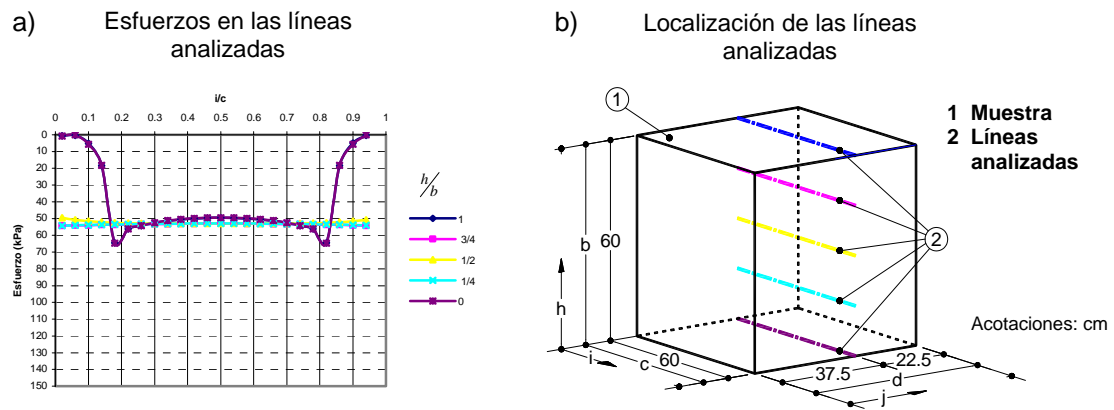 a)
Esfuerzos en las líneas
analizadas
i/c
0 0.1 0.2 0.3 0.4 0.5 0.6 0.7 0.8 0.9 1
0
10
20
30
40
50
60
70
80
90
100
110
120
130
140
150
Esfuerzo (kPa)
h/b
1
3/4
1/2
1/4
0
b)
Localización de las líneas
analizadas
1
1 Muestra
2 Líneas
analizadas
b 60
2
h
i
c
60
37.5
22.5
d
j
Acotaciones: cm